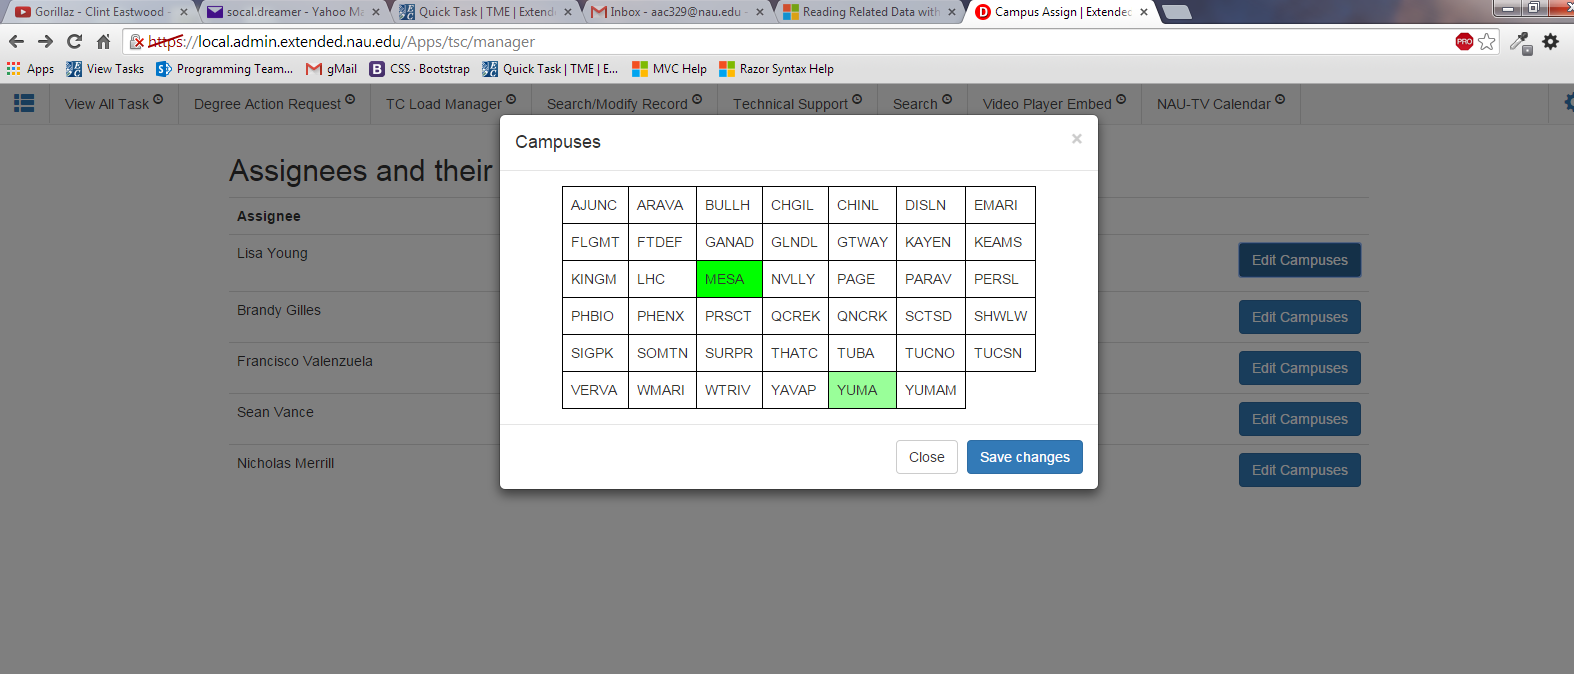 Gorillaz - Clint Eastwood socal.dreamer - Yahoo Ma Quick Task | TME | Extend Inbox - aac329@nau.edu - Reading Related Data with Campus Assign | Extended
https://local.admin.extended.nau.edu/Apps/tsc/manager PRO
Apps View Tasks Programming Team... gMail B CSS · Bootstrap Quick Task | TME | E... MVC Help Razor Syntax Help
View All Task Degree Action Request TC Load Manager Search/Modify Record Technical Support Search Video Player Embed NAU-TV Calendar
Campuses ×
Assignees and their
AJUNC ARAVA BULLH CHGIL CHINL DISLN EMARI
Assignee
FLGMT FTDEF GANAD GLNDL GTWAY KAYEN KEAMS
Lisa Young Edit Campuses
KINGM LHC MESA NVLLY PAGE PARAV PERSL
Brandy Gilles Edit Campuses
PHBIO PHENX PRSCT QCREK QNCRK SCTSD SHWLW
SIGPK SOMTN SURPR THATC TUBA TUCNO TUCSN
Francisco Valenzuela Edit Campuses
VERVA WMARI WTRIV YAVAP YUMA YUMAM
Sean Vance Edit Campuses
Close Save changes
Nicholas Merrill Edit Campuses